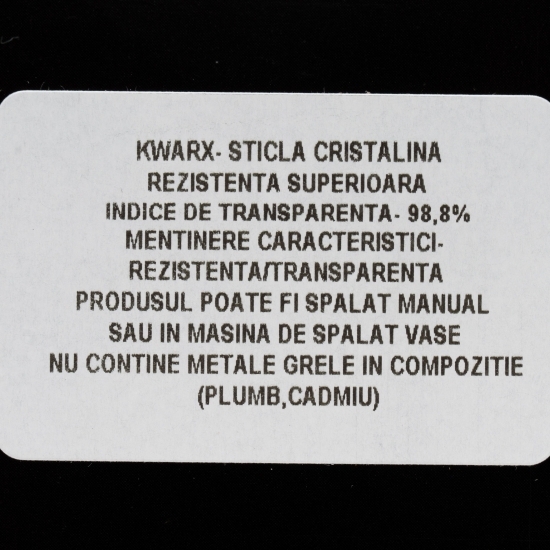 KWARX- STICLA CRISTALINA
REZISTENTA SUPERIOARA
INDICE DE TRANSPARENTA- 98,8%
MENTINERE CARACTERISTICI-
REZISTENTA/TRANSPARENTA
PRODUSUL POATE FI SPALAT MANUAL
SAU IN MASINA DE SPALAT VASE
NU CONTINE METALE GRELE IN COMPOZITIE
(PLUMB,CADMIU)